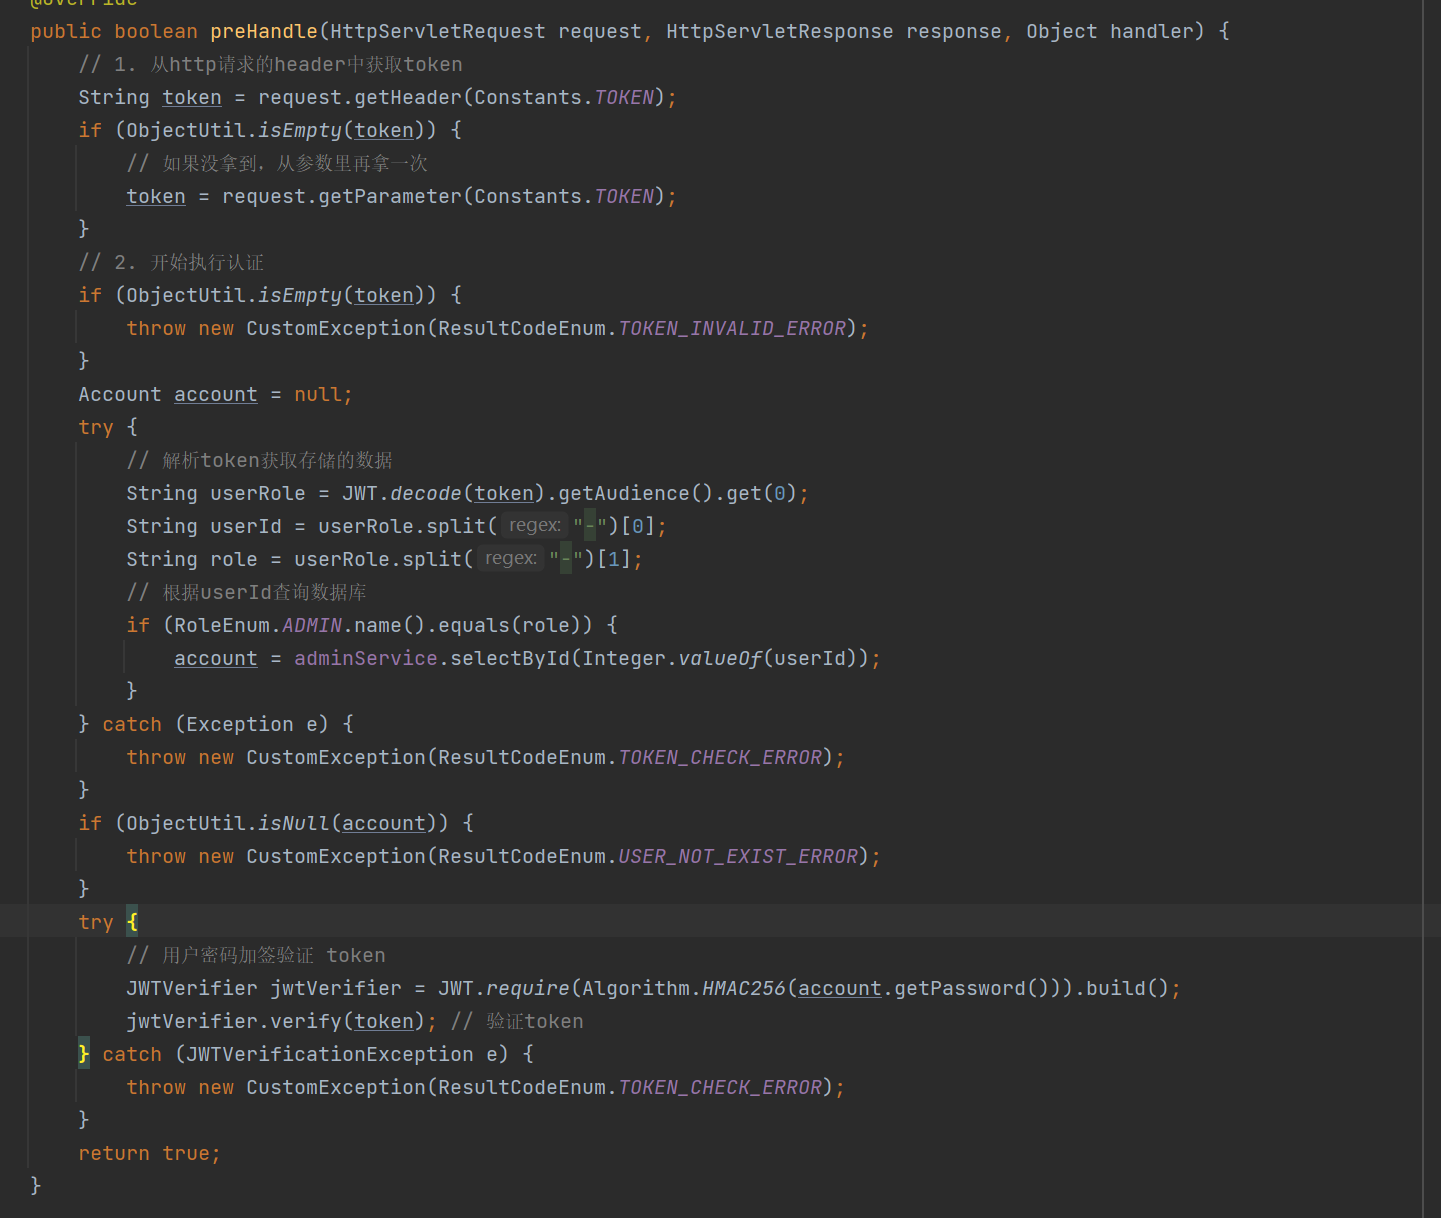 @Override
public boolean preHandle(HttpServletRequest request, HttpServletResponse response, Object handler) {
// 1. 从http请求的header中获取token
String token = request.getHeader(Constants.TOKEN);
if (ObjectUtil.isEmpty(token)) {
// 如果没拿到，从参数里再拿一次
token = request.getParameter(Constants.TOKEN);
}
// 2. 开始执行认证
if (ObjectUtil.isEmpty(token)) {
throw new CustomException(ResultCodeEnum.TOKEN_INVALID_ERROR);
}
Account account = null;
try {
// 解析token获取存储的数据
String userRole = JWT.decode(token).getAudience().get(0);
String userId = userRole.split( regex: "-")[0];
String role = userRole.split( regex: "-")[1];
// 根据userId查询数据库
if (RoleEnum.ADMIN.name().equals(role)) {
account = adminService.selectById(Integer.valueOf(userId));
}
} catch (Exception e) {
throw new CustomException(ResultCodeEnum.TOKEN_CHECK_ERROR);
}
if (ObjectUtil.isNull(account)) {
throw new CustomException(ResultCodeEnum.USER_NOT_EXIST_ERROR);
}
try {
// 用户密码加签验证 token
JWTVerifier jwtVerifier = JWT.require(Algorithm.HMAC256(account.getPassword())).build();
jwtVerifier.verify(token); // 验证token
} catch (JWTVerificationException e) {
throw new CustomException(ResultCodeEnum.TOKEN_CHECK_ERROR);
}
return true;
}